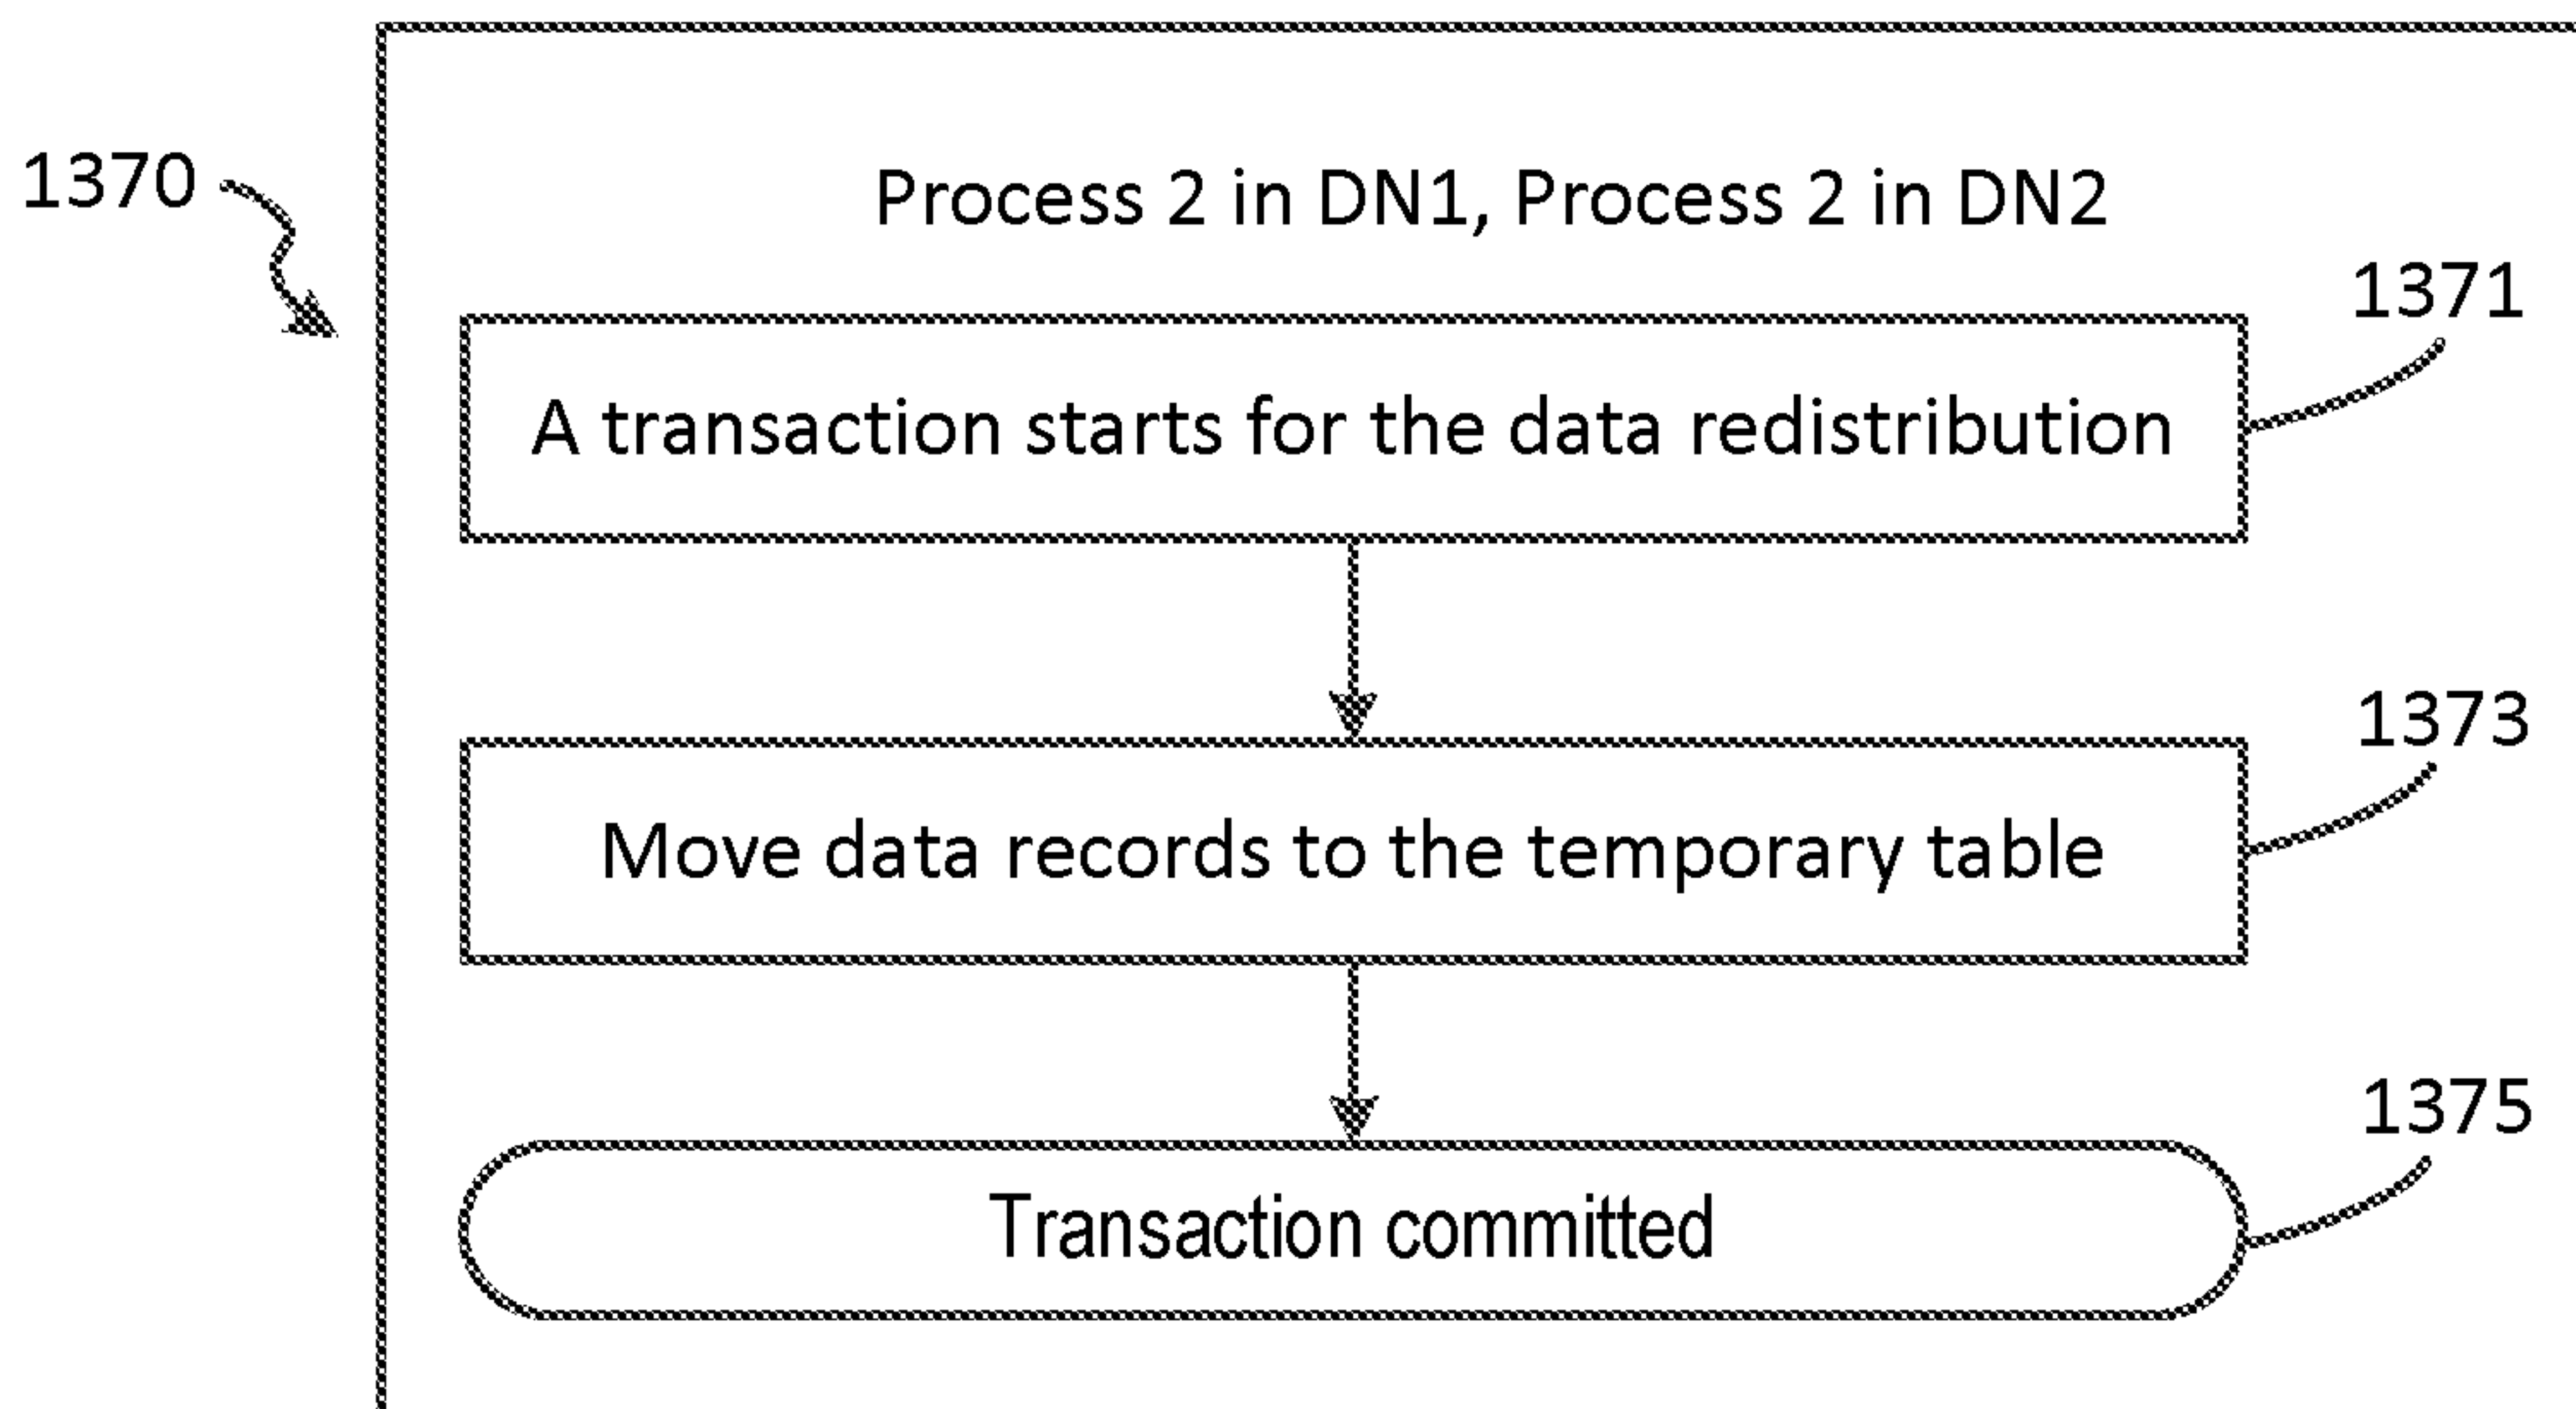 1370
Process 2 in DN1, Process 2 in DN2
1371
A transaction starts for the data redistribution
1373
Move data records to the temporary table
1375
Transaction committed